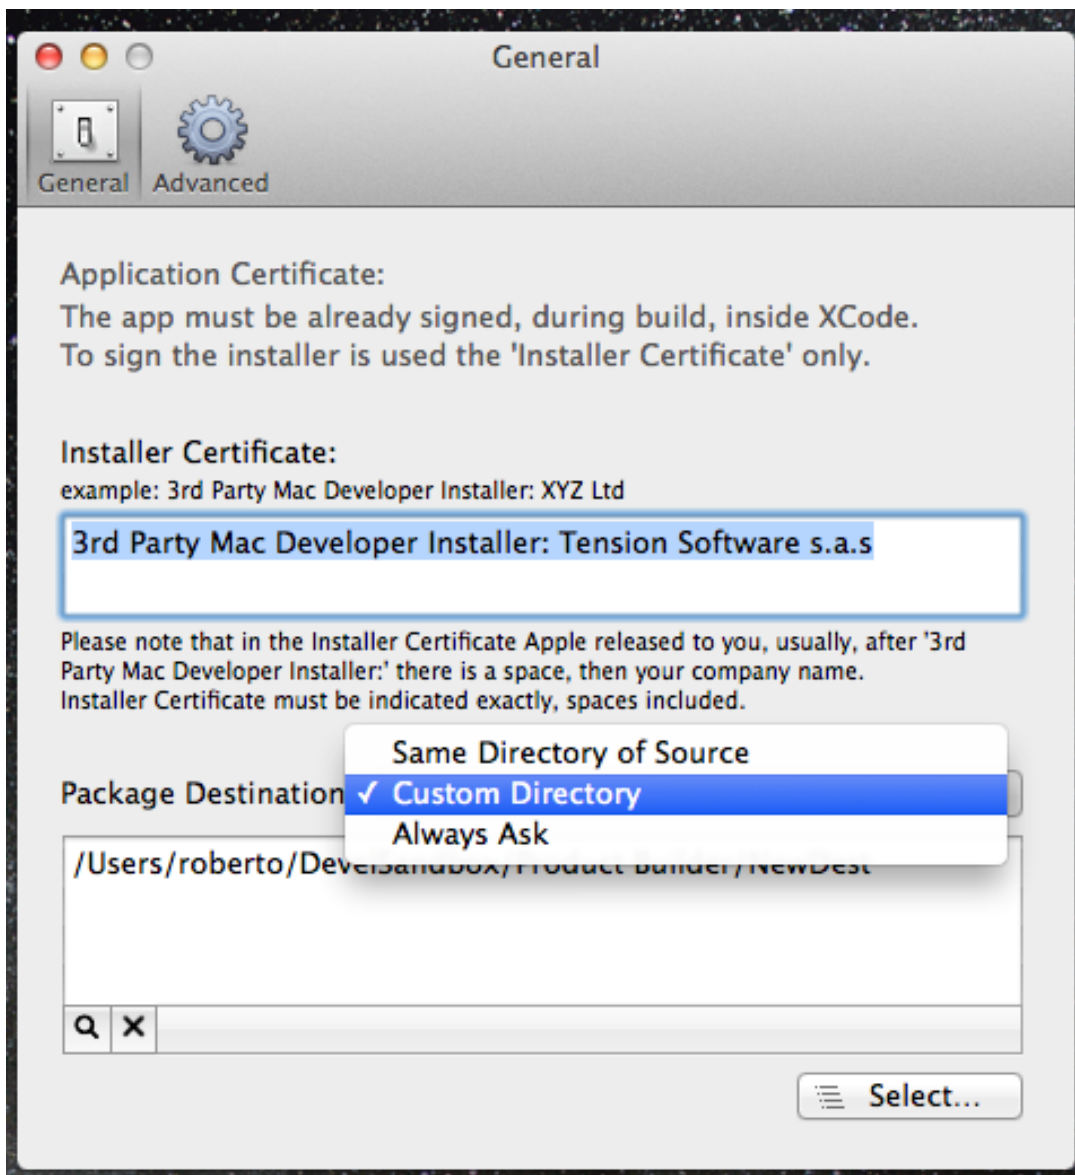 General
General
Advanced
Application Certificate:
The app must be already signed, during build, inside XCode.
To sign the installer is used the 'Installer Certificate' only.
Installer Certificate:
example: 3rd Party Mac Developer Installer: XYZ Ltd
3rd Party Mac Developer Installer: Tension Software s.a.s
Please note that in the Installer Certificate Apple released to you, usually, after '3rd
Party Mac Developer Installer:' there is a space, then your company name.
Installer Certificate must be indicated exactly, spaces included.
Same Directory of Source
Package Destination
✓ Custom Directory
Always Ask
/Users/roberto/DevelSandbox/Product Builder/NewDest
Select...